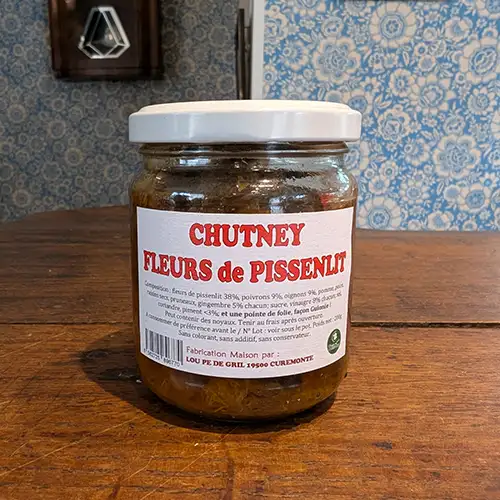 CHUTNEY
FLEURS de PISSENLIT
Composition : fleurs de pissenlit 38%, poivrons 9%, oignons 9%, pomme, poire,
raisins secs, pruneaux, gingembre 5% chacun; sucre, vinaigre 9% chacun; sel,
coriandre, piment <3%; et une pointe de folie, façon Guismie !
Peut contenir des noyaux. Tenir au frais après ouverture.
A consommer de préférence avant le / N° Lot : voir sous le pot. Poids net :
Sans colorant, sans additif, sans conservateur.
Fabrication Maison par :
LOU PE DE GRIL 19500 CUREMONTE